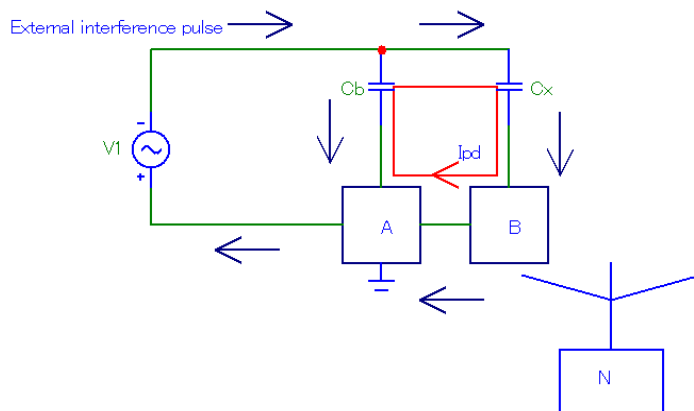 External interference pulse
Cb
Cx
-
V1
+
Ipd
A
B
N